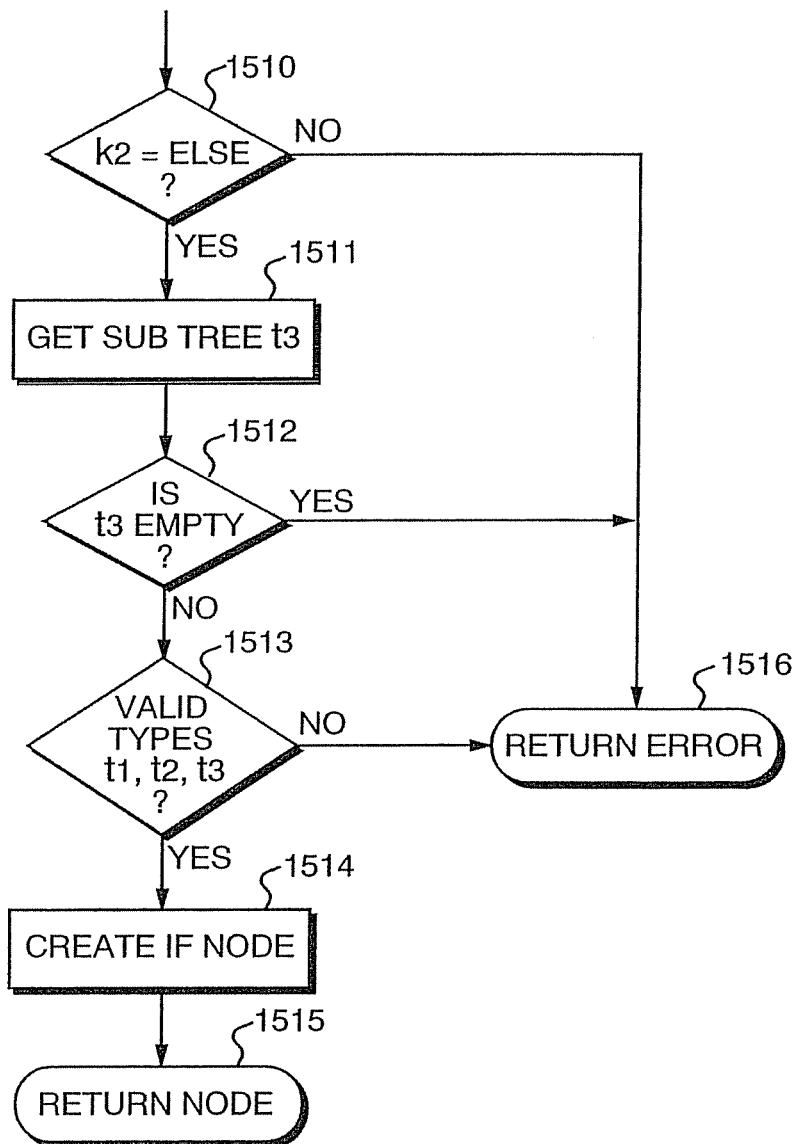 1510
k2 = ELSE
?
NO
YES
1511
GET SUB TREE t3
1512
IS
t3 EMPTY
?
YES
NO
1513
VALID
TYPES
t1, t2, t3
?
NO
1516
RETURN ERROR
YES
1514
CREATE IF NODE
1515
RETURN NODE